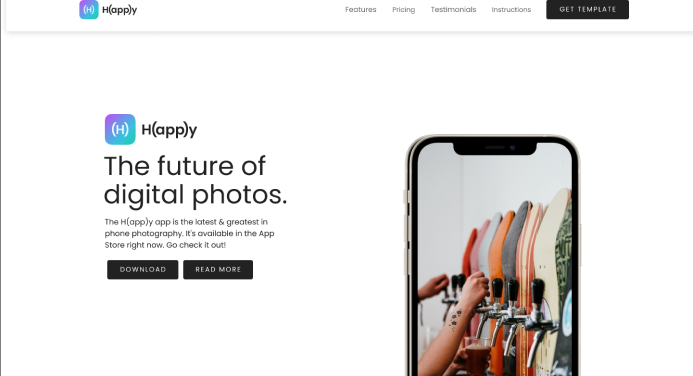 (H) H(app)y Features Pricing Testimonials Instructions GET TEMPLATE
(H) H(app)y
The future of
digital photos.
The H(app)y app is the latest & greatest in
phone photography. It's available in the App
Store right now. Go check it out!
DOWNLOAD READ MORE